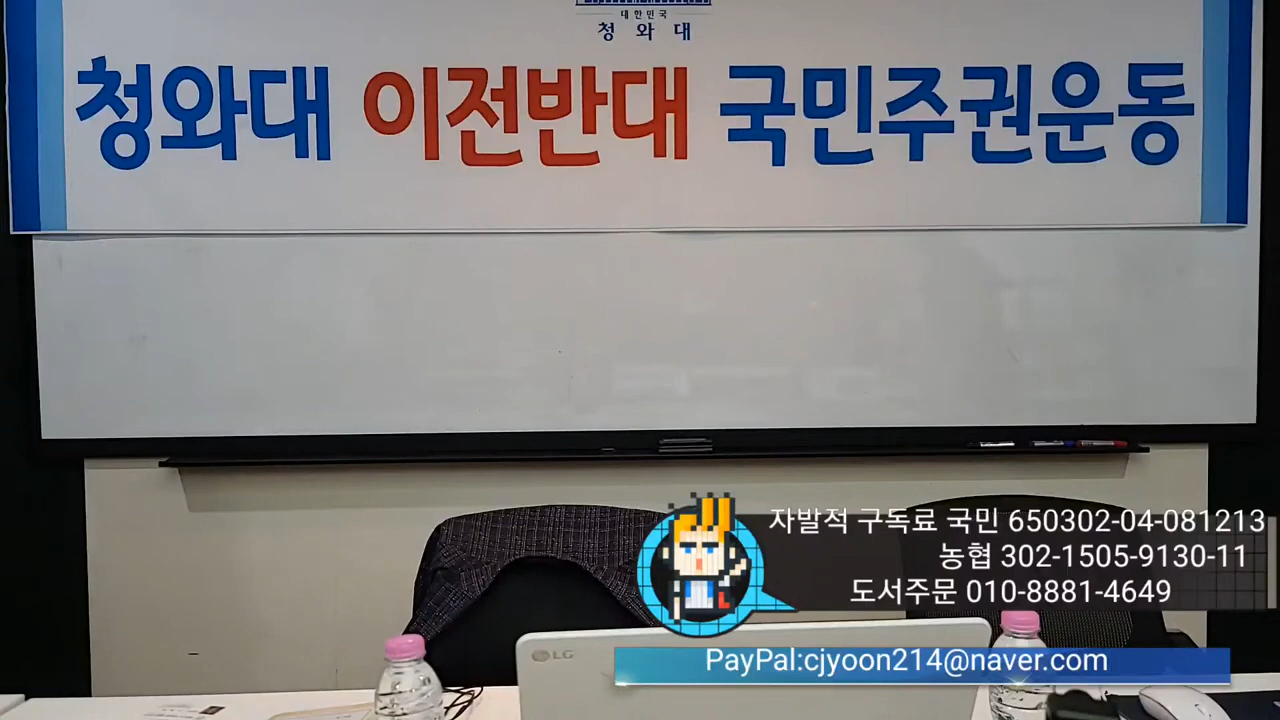 대한민국
청와대
청와대 이전반대 국민주권운동
자발적 구독료 국민 650302-04-081213
농협 302-1505-9130-11
도서주문 010-8881-4649
LG
PayPal:cjyoon214@naver.com